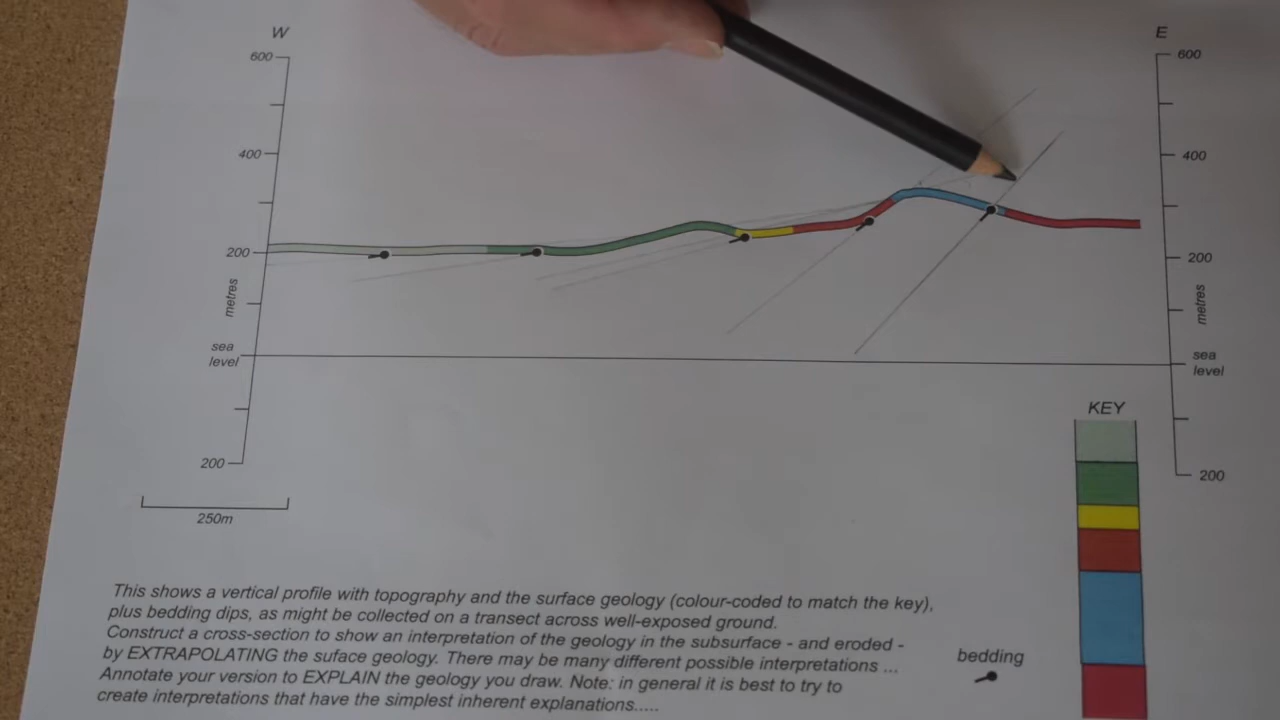 W
E
600
600
400
400
200
200
metres
metres
sea
level
sea
level
200
200
250m
KEY
This shows a vertical profile with topography and the surface geology (colour-coded to match the key),
plus bedding dips, as might be collected on a transect across well-exposed ground.
Construct a cross-section to show an interpretation of the geology in the subsurface - and eroded -
by EXTRAPOLATING the suface geology. There may be many different possible interpretations ...
Annotate your version to EXPLAIN the geology you draw. Note: in general it is best to try to
create interpretations that have the simplest inherent explanations.....
bedding